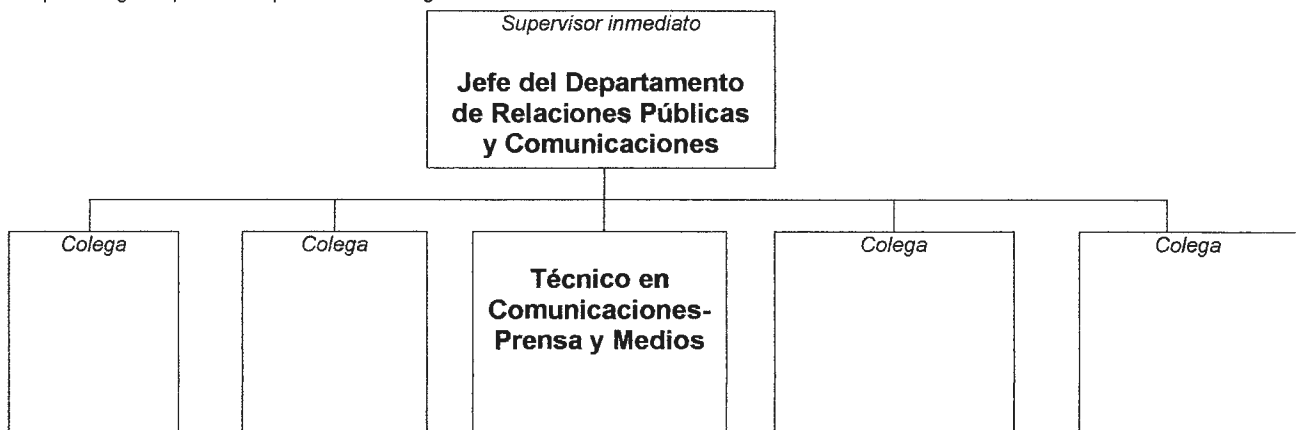 Supervisor inmediato
Jefe del Departamento
de Relaciones Públicas
y Comunicaciones
Colega
Colega
Técnico en
Comunicaciones-
Prensa y Medios
Colega
Colega